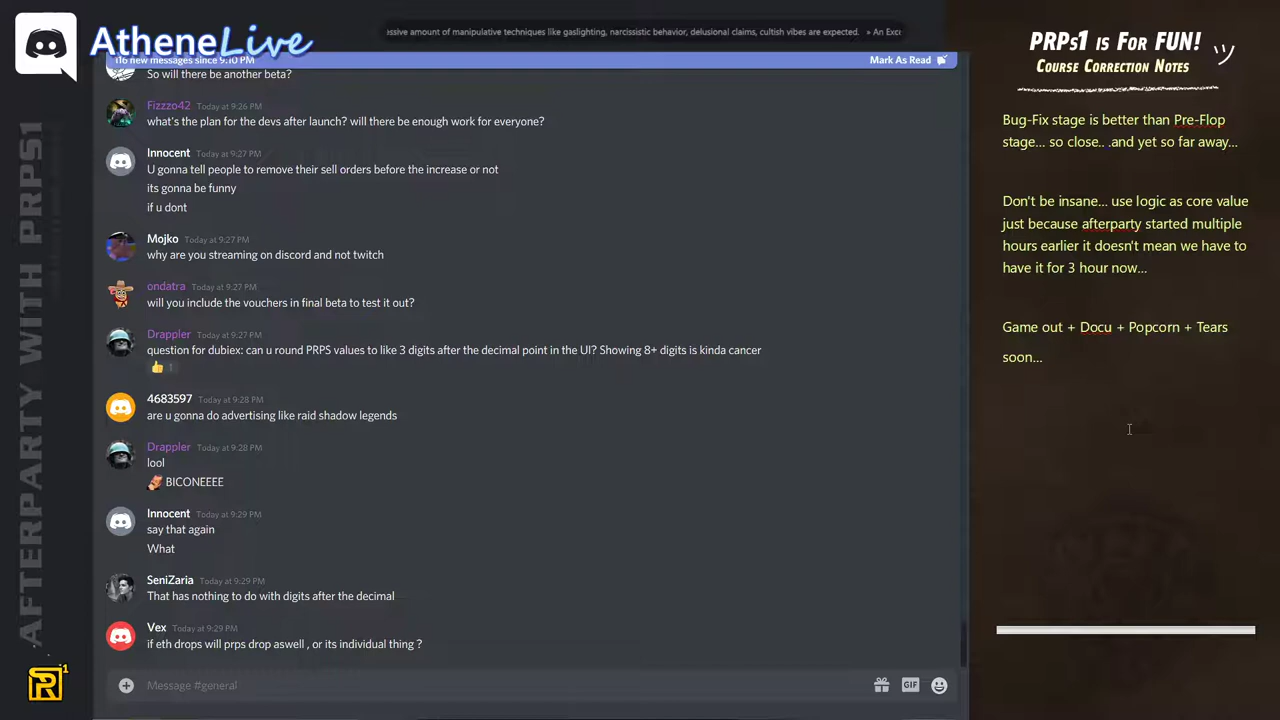 AtheneLive
essive amount of manipulative techniques like gaslighting, narcissistic behavior, delusional claims, cultish vibes are expected. » An Exc
116 new messages since 9:10 PM
Mark As Read
So will there be another beta?
Fizzzo42 Today at 9:26 PM
what's the plan for the devs after launch? will there be enough work for everyone?
Innocent Today at 9:27 PM
U gonna tell people to remove their sell orders before the increase or not
its gonna be funny
if u dont
Mojko Today at 9:27 PM
why are you streaming on discord and not twitch
ondatra Today at 9:27 PM
will you include the vouchers in final beta to test it out?
Drappler Today at 9:27 PM
question for dubiex: can u round PRPS values to like 3 digits after the decimal point in the UI? Showing 8+ digits is kinda cancer
👍 1
4683597 Today at 9:28 PM
are u gonna do advertising like raid shadow legends
Drappler Today at 9:28 PM
lool
BICONEEEE
Innocent Today at 9:29 PM
say that again
What
SeniZaria Today at 9:29 PM
That has nothing to do with digits after the decimal
Vex Today at 9:29 PM
if eth drops will prps drop aswell , or its individual thing ?
Message #general
GIF
AFTERPARTY WITH PRPS1
PRPs1 is For FUN!
Course Correction Notes
ツ
Bug-Fix stage is better than Pre-Flop
stage... so close.. .and yet so far away...
Don't be insane... use logic as core value
just because afterparty started multiple
hours earlier it doesn't mean we have to
have it for 3 hour now...
Game out + Docu + Popcorn + Tears
soon...